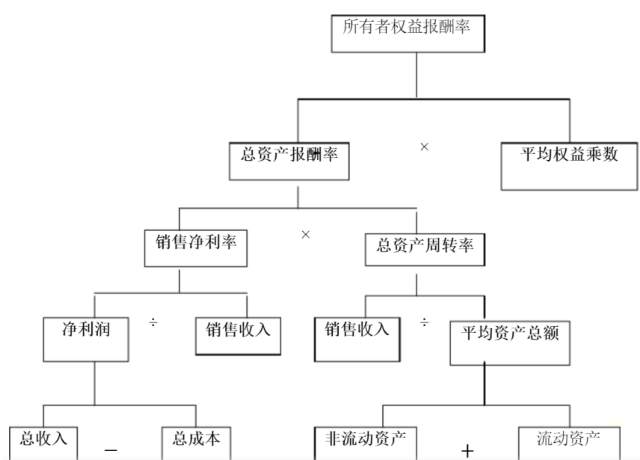 所有者权益报酬率
总资产报酬率 × 平均权益乘数
销售净利率 × 总资产周转率
净利润 ÷ 销售收入 销售收入 ÷ 平均资产总额
总收入 － 总成本 非流动资产 + 流动资产